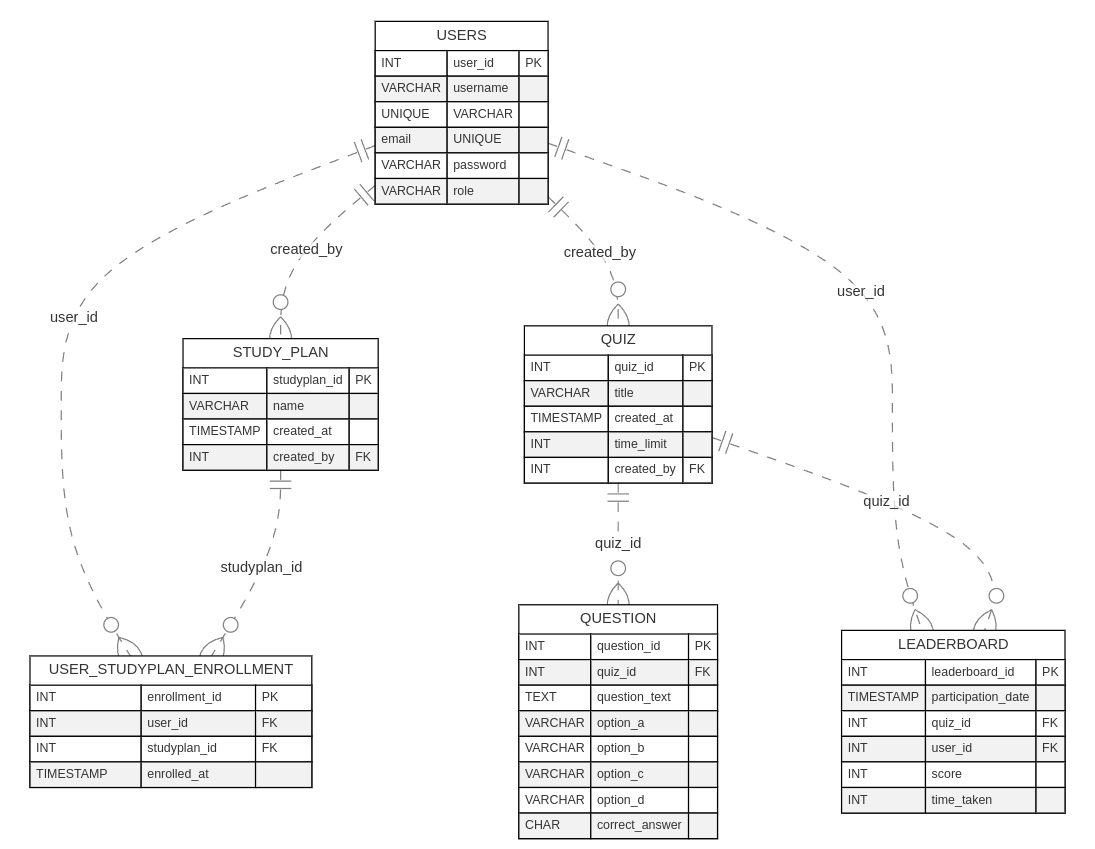 USERS
INT user_id PK
VARCHAR username
UNIQUE VARCHAR
email UNIQUE
VARCHAR password
VARCHAR role
created_by
created_by
user_id
user_id
STUDY_PLAN
INT studyplan_id PK
VARCHAR name
TIMESTAMP created_at
INT created_by FK
QUIZ
INT quiz_id PK
VARCHAR title
TIMESTAMP created_at
INT time_limit
INT created_by FK
quiz_id
quiz_id
studyplan_id
USER_STUDYPLAN_ENROLLMENT
INT enrollment_id PK
INT user_id FK
INT studyplan_id FK
TIMESTAMP enrolled_at
QUESTION
INT question_id PK
INT quiz_id FK
TEXT question_text
VARCHAR option_a
VARCHAR option_b
VARCHAR option_c
VARCHAR option_d
CHAR correct_answer
LEADERBOARD
INT leaderboard_id PK
TIMESTAMP participation_date
INT quiz_id FK
INT user_id FK
INT score
INT time_taken